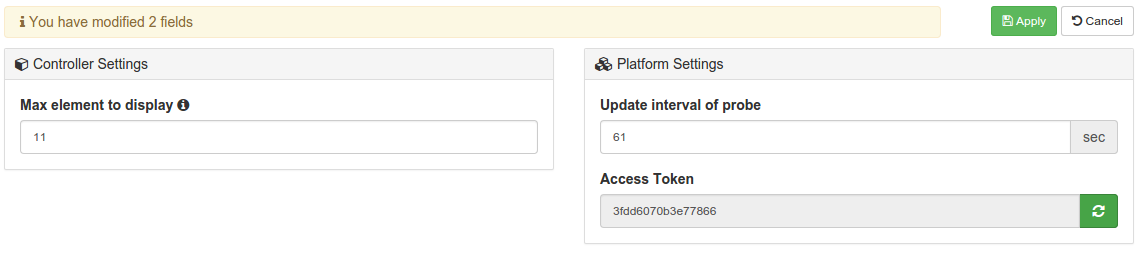 You have modified 2 fields
Apply
Cancel
Controller Settings
Max element to display
11
Platform Settings
Update interval of probe
61
sec
Access Token
3fdd6070b3e77866